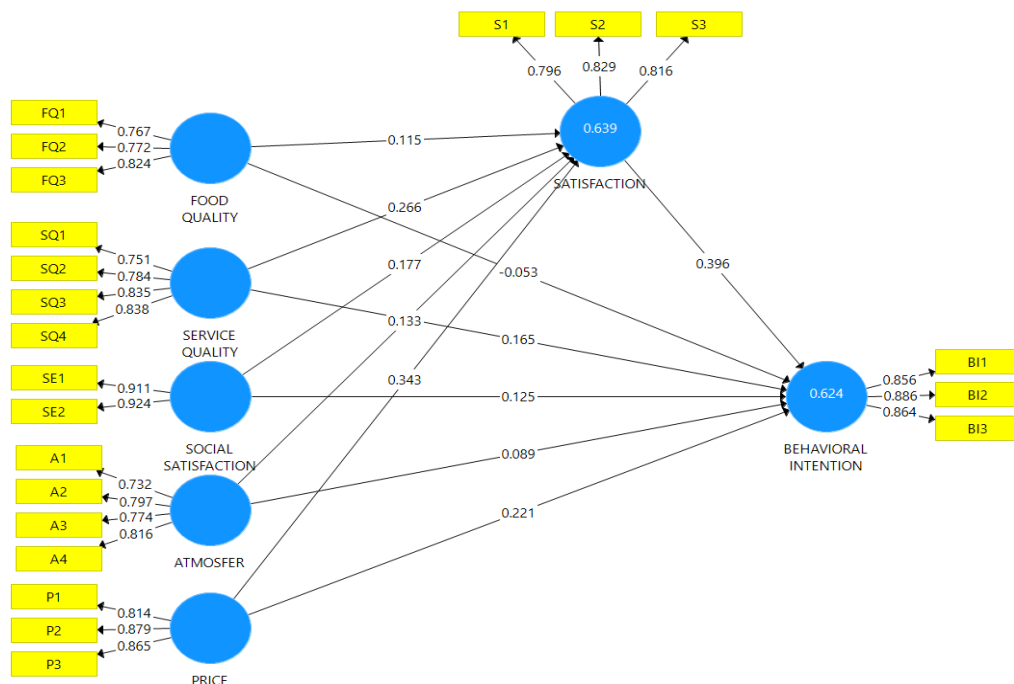 S1
S2
S3
0.796
0.829
0.816
0.639
SATISFACTION
FQ1
FQ2
FQ3
0.767
0.772
0.824
FOOD
QUALITY
0.115
-0.053
SQ1
SQ2
SQ3
SQ4
0.751
0.784
0.835
0.838
SERVICE
QUALITY
0.266
0.165
SE1
SE2
0.911
0.924
SOCIAL
SATISFACTION
0.177
0.125
A1
A2
A3
A4
0.732
0.797
0.774
0.816
ATMOSFER
0.133
0.089
P1
P2
P3
0.814
0.879
0.865
PRICE
0.343
0.221
0.396
0.624
BEHAVIORAL
INTENTION
0.856
0.886
0.864
BI1
BI2
BI3